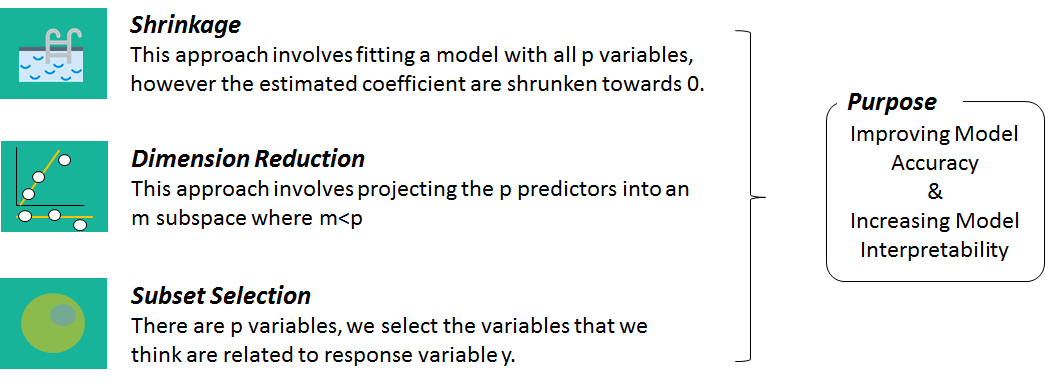 Shrinkage
This approach involves fitting a model with all p variables,
however the estimated coefficient are shrunken towards 0.
Dimension Reduction
This approach involves projecting the p predictors into an
m subspace where m<p
Subset Selection
There are p variables, we select the variables that we
think are related to response variable y.
Purpose
Improving Model
Accuracy
&
Increasing Model
Interpretability